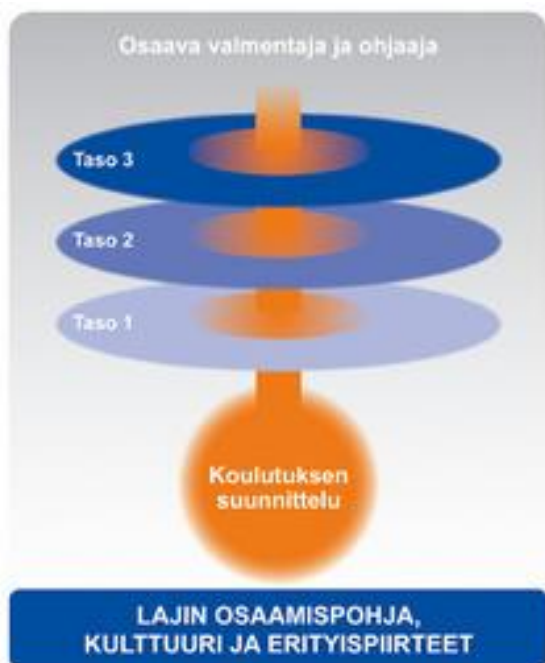 Osaava valmentaja ja ohjaaja
Taso 3
Taso 2
Taso 1
Koulutuksen
suunnittelu
LAJIN OSAAMISPOHJA,
KULTTUURI JA ERITYISPIIRTEET